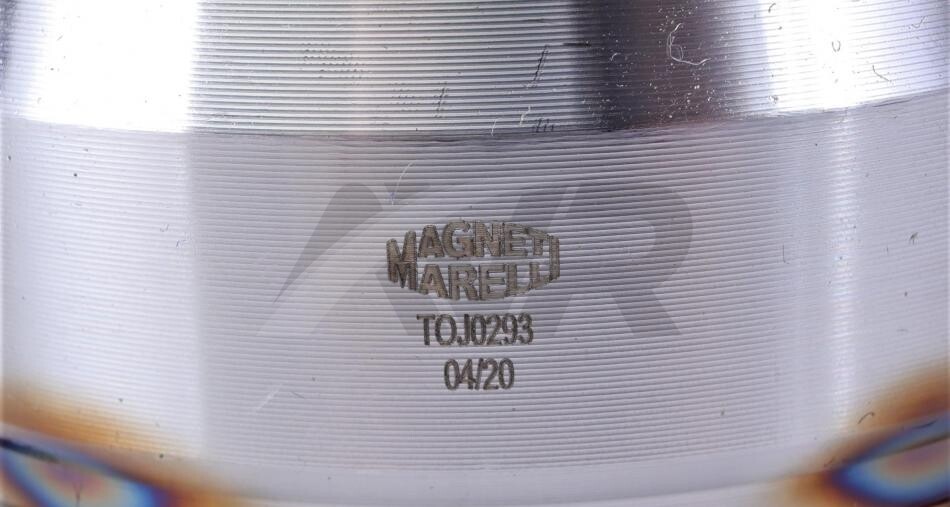 MAGNETI
MARELLI
TOJ0293
04/20